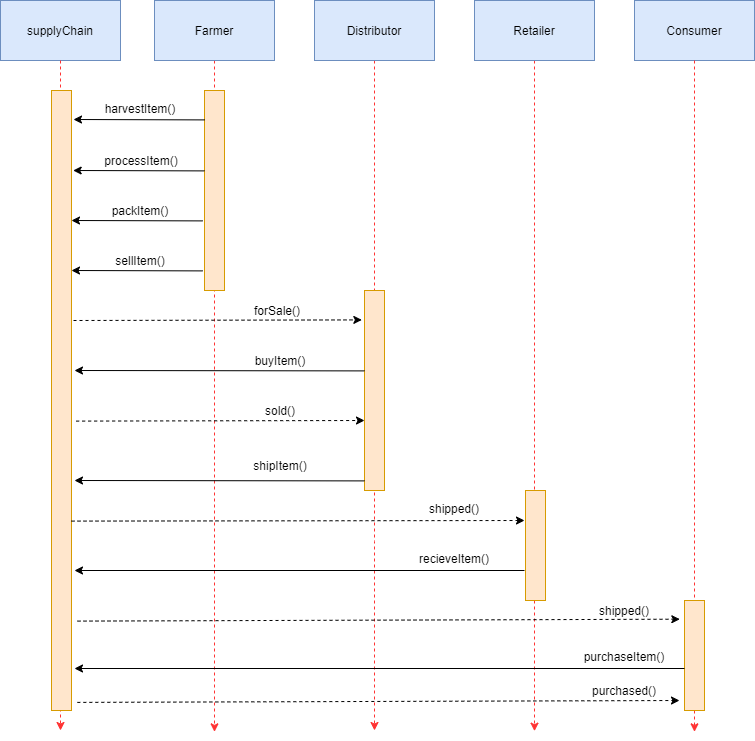 supplyChain
Farmer
Distributor
Retailer
Consumer
harvestItem()
processItem()
packItem()
sellItem()
forSale()
buyItem()
sold()
shipItem()
shipped()
recieveItem()
shipped()
purchaseItem()
purchased()